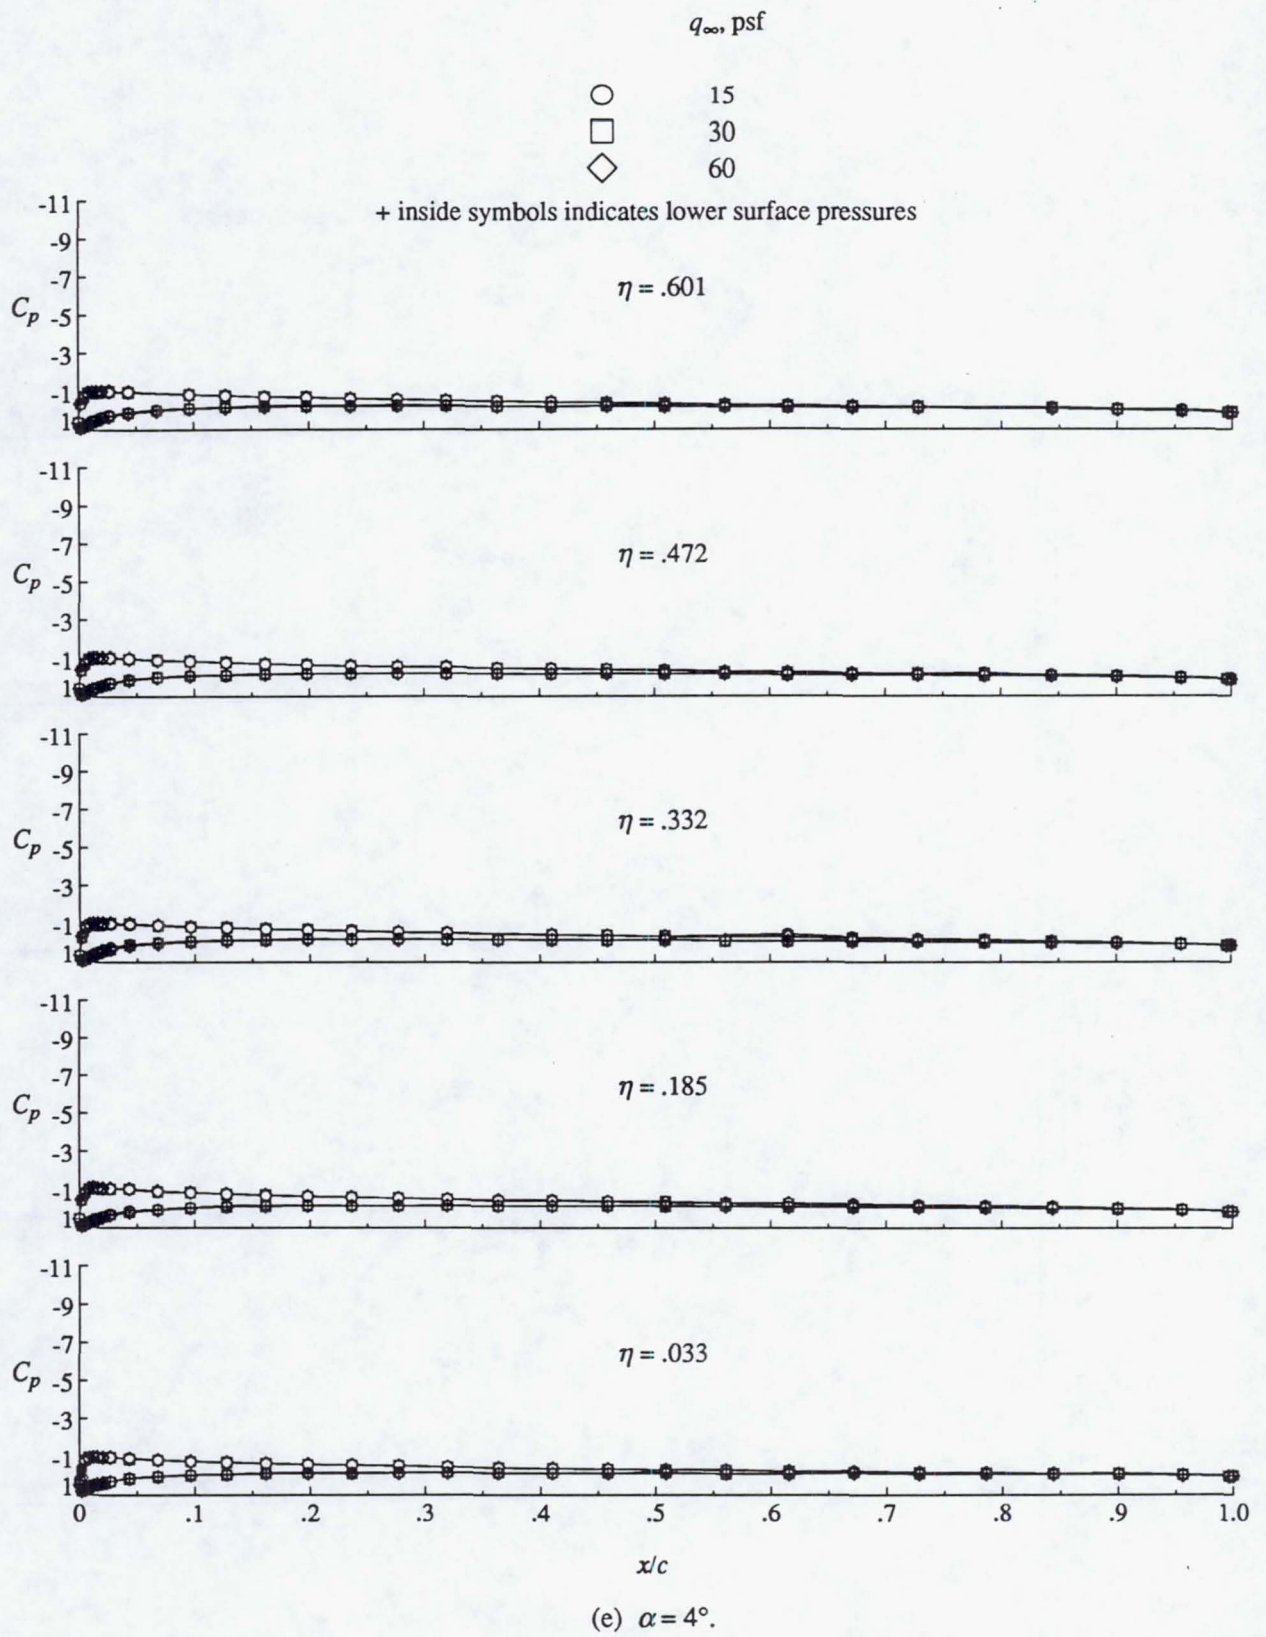 q∞, psf
15
30
60
+ inside symbols indicates lower surface pressures
-11
-9
-7
Cp -5
-3
-1
1
η = .601
-11
-9
-7
Cp -5
-3
-1
1
η = .472
-11
-9
-7
Cp -5
-3
-1
1
η = .332
-11
-9
-7
Cp -5
-3
-1
1
η = .185
-11
-9
-7
Cp -5
-3
-1
1
η = .033
0 .1 .2 .3 .4 .5 .6 .7 .8 .9 1.0
x/c
(e) α = 4°.